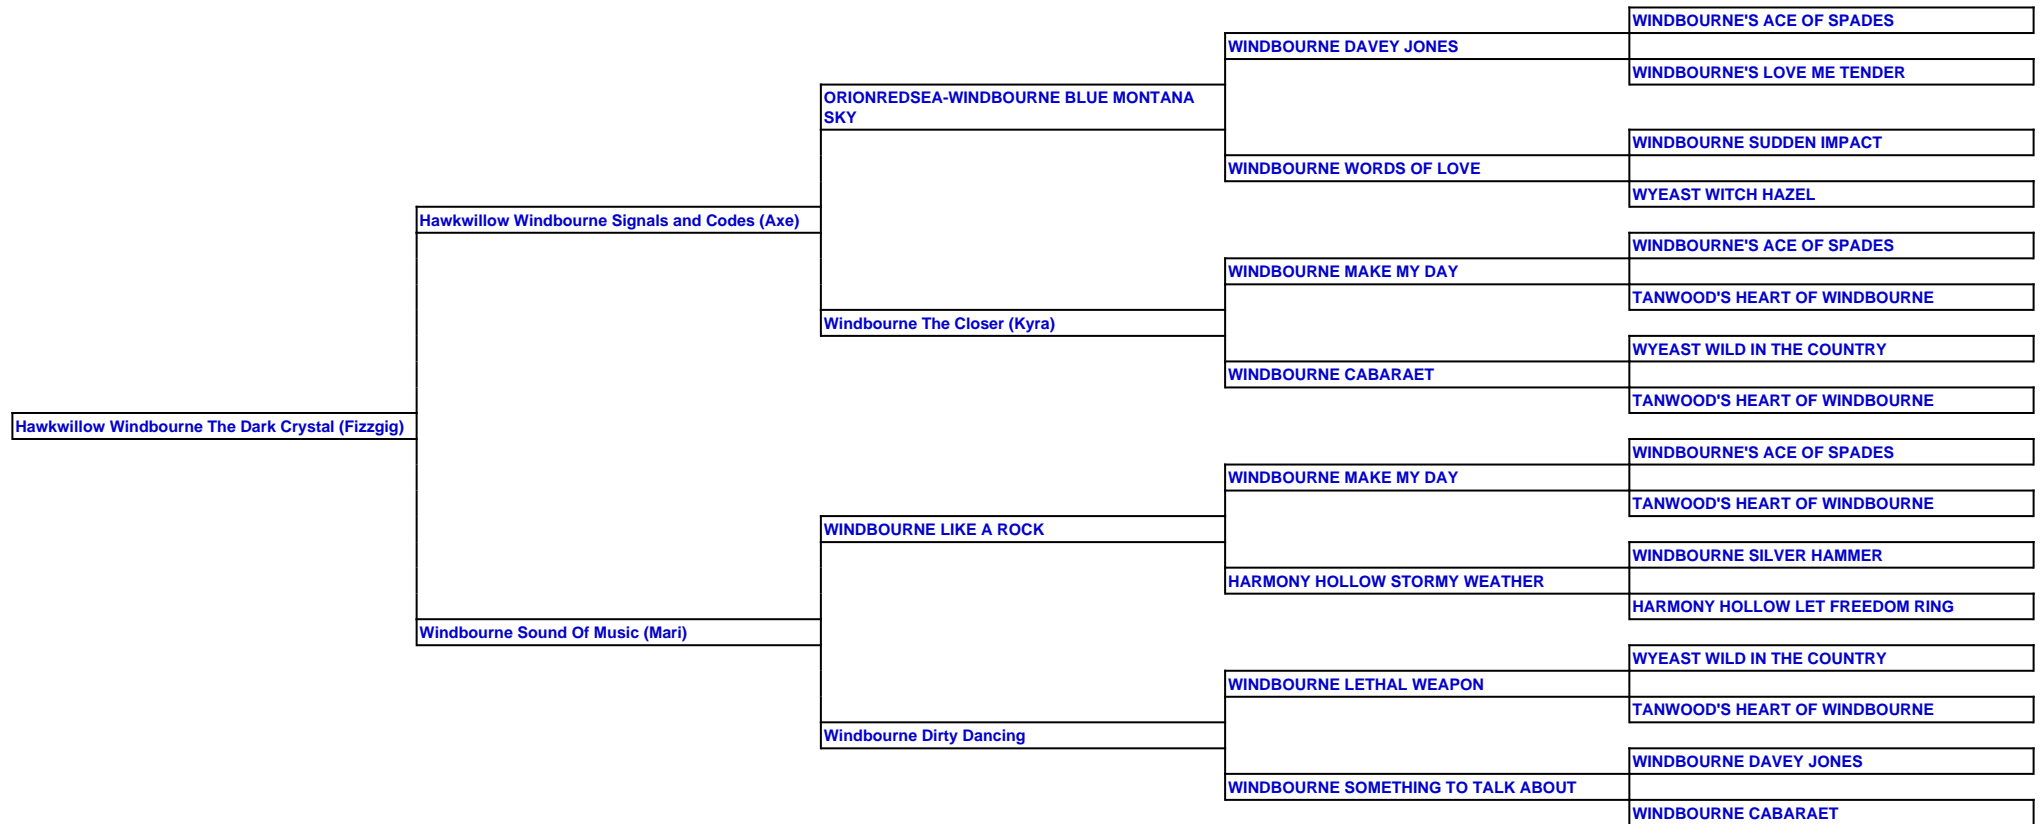 WINDBOURNE'S ACE OF SPADES
WINDBOURNE DAVEY JONES
WINDBOURNE'S LOVE ME TENDER
ORIONREDSEA-WINDBOURNE BLUE MONTANA
SKY
WINDBOURNE SUDDEN IMPACT
WINDBOURNE WORDS OF LOVE
WYEAST WITCH HAZEL
Hawkwillow Windbourne Signals and Codes (Axe)
WINDBOURNE'S ACE OF SPADES
WINDBOURNE MAKE MY DAY
TANWOOD'S HEART OF WINDBOURNE
Windbourne The Closer (Kyra)
WYEAST WILD IN THE COUNTRY
WINDBOURNE CABARAET
TANWOOD'S HEART OF WINDBOURNE
Hawkwillow Windbourne The Dark Crystal (Fizzgig)
WINDBOURNE'S ACE OF SPADES
WINDBOURNE MAKE MY DAY
TANWOOD'S HEART OF WINDBOURNE
WINDBOURNE LIKE A ROCK
WINDBOURNE SILVER HAMMER
HARMONY HOLLOW STORMY WEATHER
HARMONY HOLLOW LET FREEDOM RING
Windbourne Sound Of Music (Mari)
WYEAST WILD IN THE COUNTRY
WINDBOURNE LETHAL WEAPON
TANWOOD'S HEART OF WINDBOURNE
Windbourne Dirty Dancing
WINDBOURNE DAVEY JONES
WINDBOURNE SOMETHING TO TALK ABOUT
WINDBOURNE CABARAET